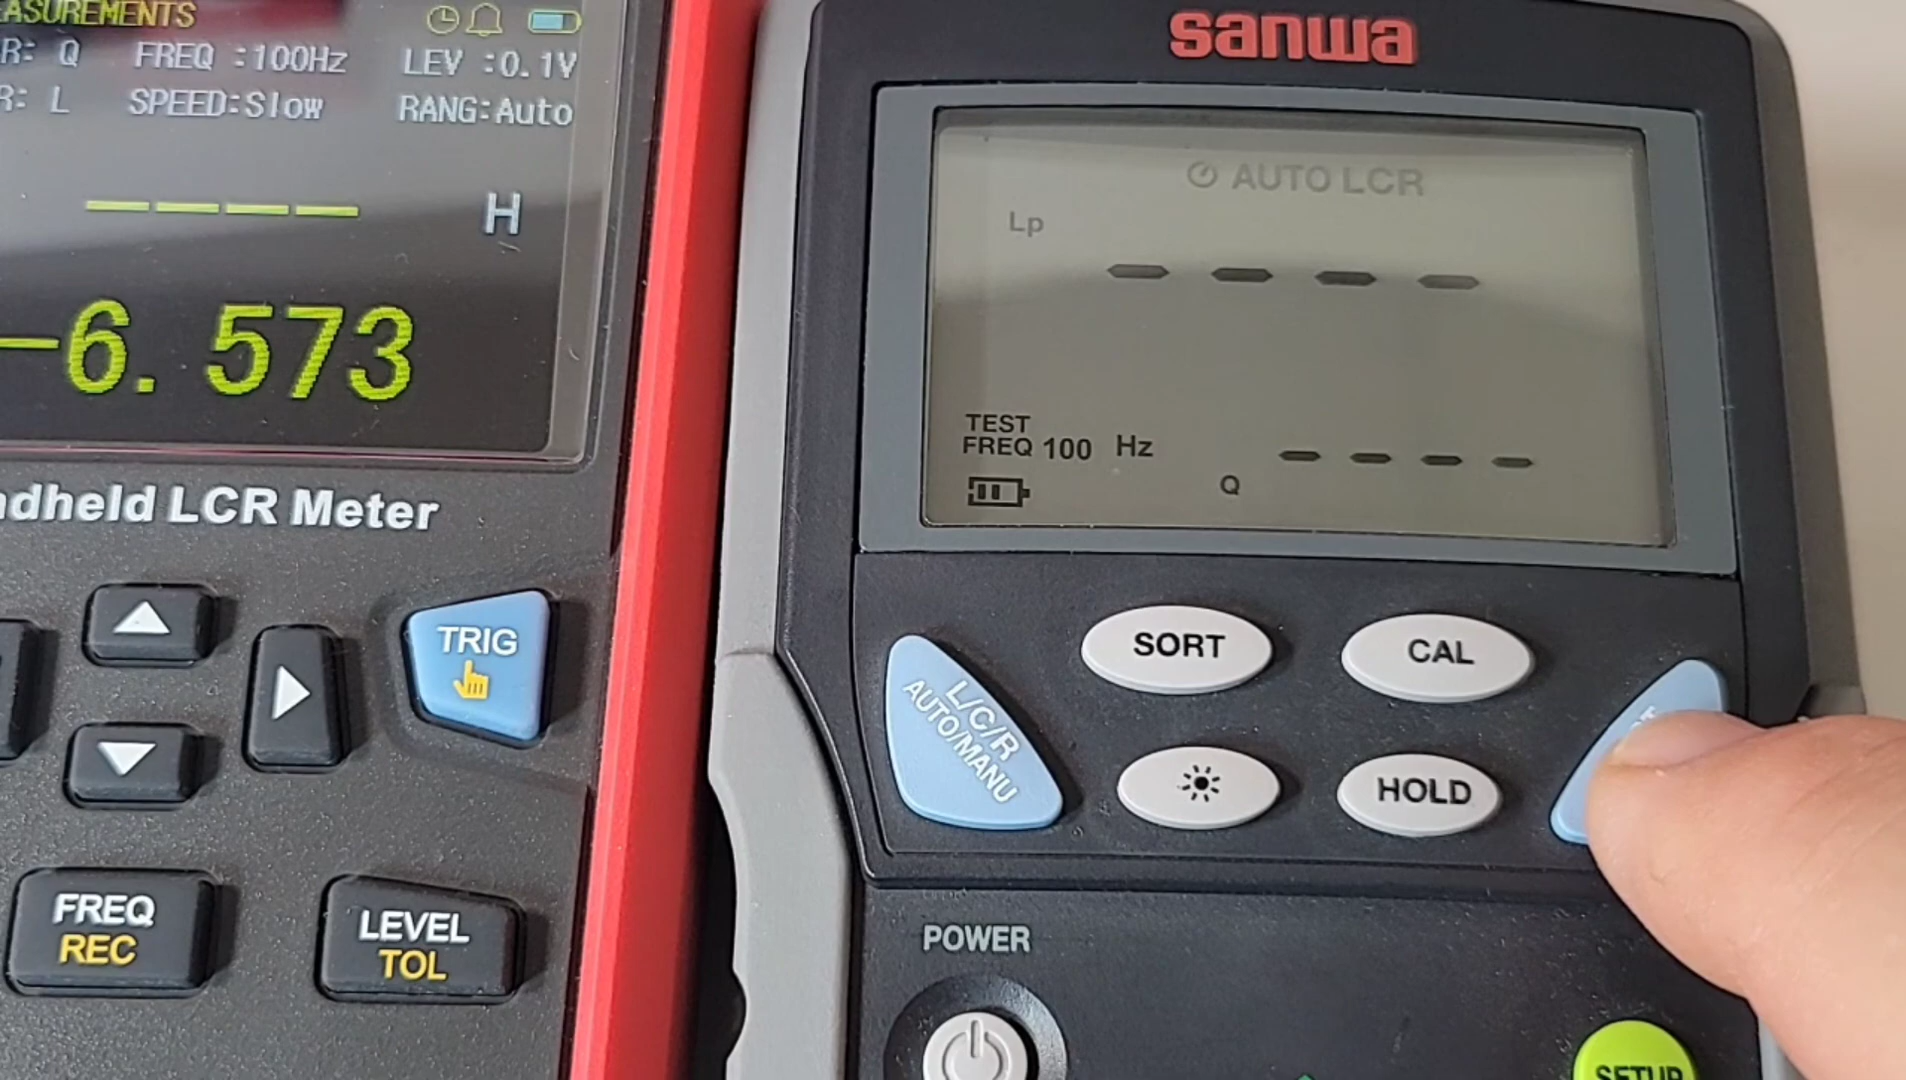 ASUREMENTS
R: Q FREQ :100Hz LEV :0.1V
R: L SPEED:Slow RANG:Auto
---- H
-6.573
ndheld LCR Meter
TRIG
FREQ
REC
LEVEL
TOL
sanwa
AUTO LCR
Lp
----
TEST
FREQ 100 Hz
Q ----
SORT
CAL
L/C/R
AUTO/MANU
HOLD
POWER
SETUP